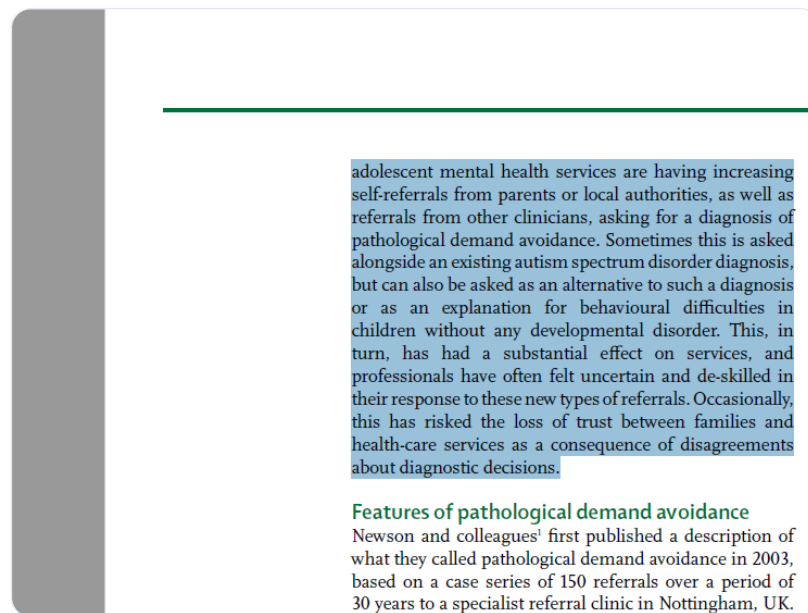 adolescent mental health services are having increasing
self-referrals from parents or local authorities, as well as
referrals from other clinicians, asking for a diagnosis of
pathological demand avoidance. Sometimes this is asked
alongside an existing autism spectrum disorder diagnosis,
but can also be asked as an alternative to such a diagnosis
or as an explanation for behavioural difficulties in
children without any developmental disorder. This, in
turn, has had a substantial effect on services, and
professionals have often felt uncertain and de-skilled in
their response to these new types of referrals. Occasionally,
this has risked the loss of trust between families and
health-care services as a consequence of disagreements
about diagnostic decisions.
Features of pathological demand avoidance
Newson and colleagues¹ first published a description of
what they called pathological demand avoidance in 2003,
based on a case series of 150 referrals over a period of
30 years to a specialist referral clinic in Nottingham, UK.